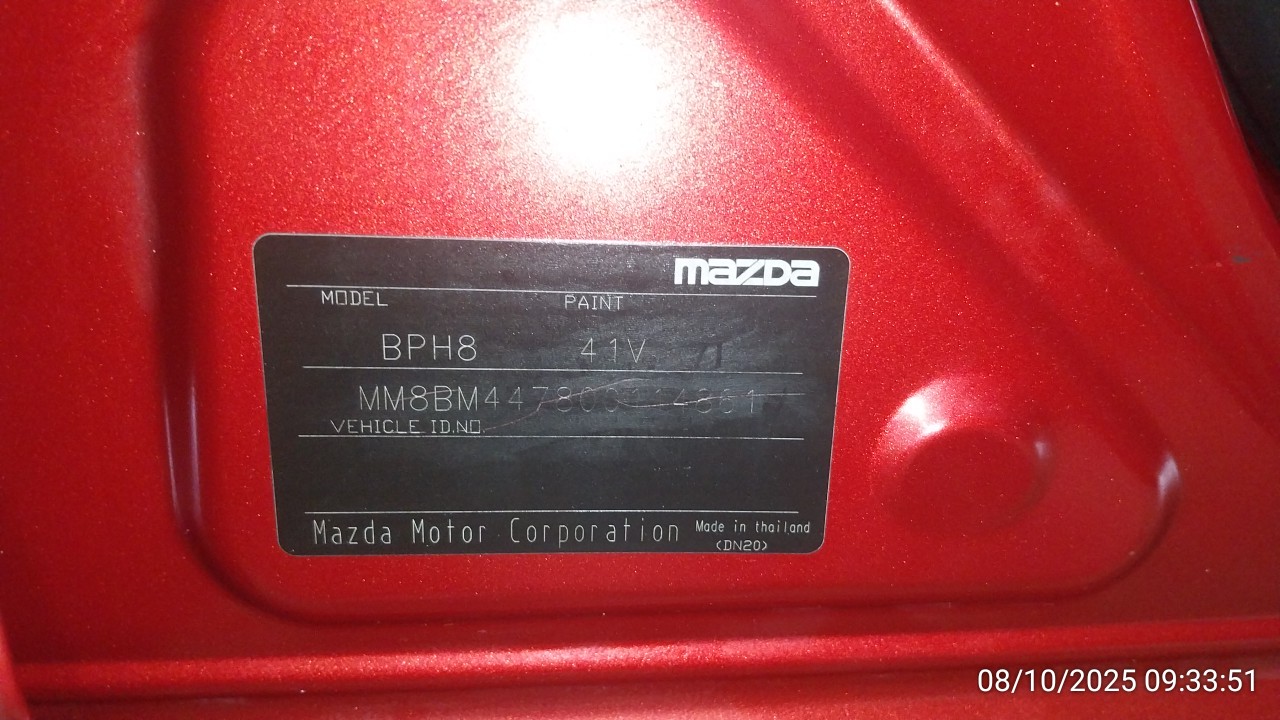 mazda
MODEL PAINT
BPH8 41V
VEHICLE ID.NO.
Mazda Motor Corporation Made in thailand
(DN20)
08/10/2025 09:33:51